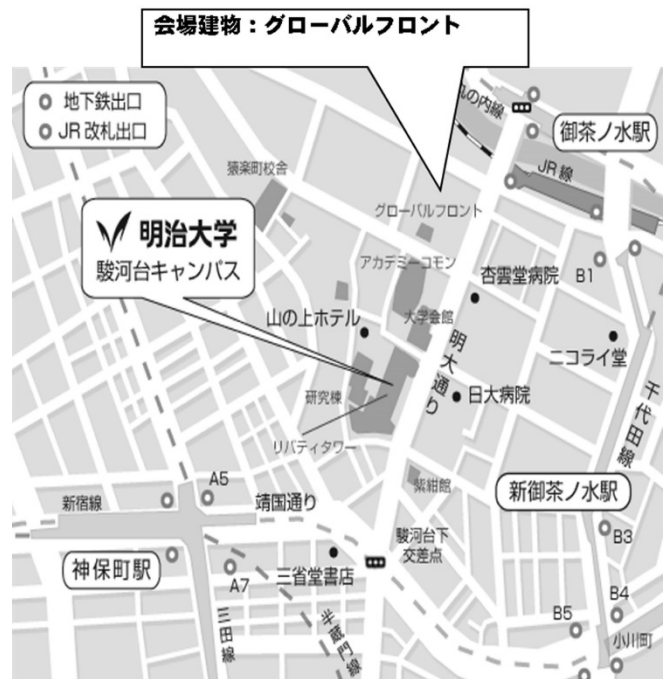 会場建物：グローバルフロント
地下鉄出口
JR改札出口
丸の内線
御茶ノ水駅
JR線
猿楽町校舎
グローバルフロント
明治大学
駿河台キャンパス
アカデミーコモン
杏雲堂病院
B1
山の上ホテル
大学会館
明大通り
ニコライ堂
研究棟
日大病院
千代田線
リバティタワー
A5
紫紺館
新御茶ノ水駅
新宿線
靖国通り
駿河台下
交差点
B3
神保町駅
三省堂書店
A7
B4
三田線
半蔵門線
B5
小川町